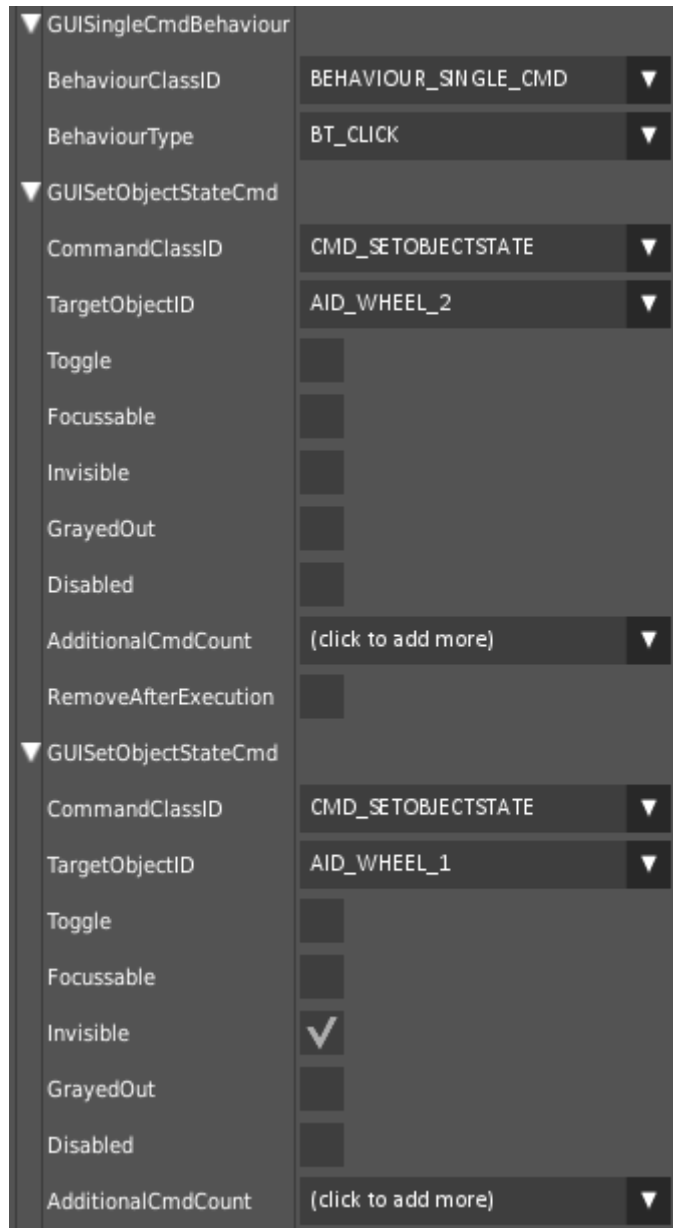 GUISingleCmdBehaviour
BehaviourClassID BEHAVIOUR_SINGLE_CMD
BehaviourType BT_CLICK
GUISetObjectStateCmd
CommandClassID CMD_SETOBJECTSTATE
TargetObjectID AID_WHEEL_2
Toggle
Focussable
Invisible
GrayedOut
Disabled
AdditionalCmdCount (click to add more)
RemoveAfterExecution
GUISetObjectStateCmd
CommandClassID CMD_SETOBJECTSTATE
TargetObjectID AID_WHEEL_1
Toggle
Focussable
Invisible
GrayedOut
Disabled
AdditionalCmdCount (click to add more)